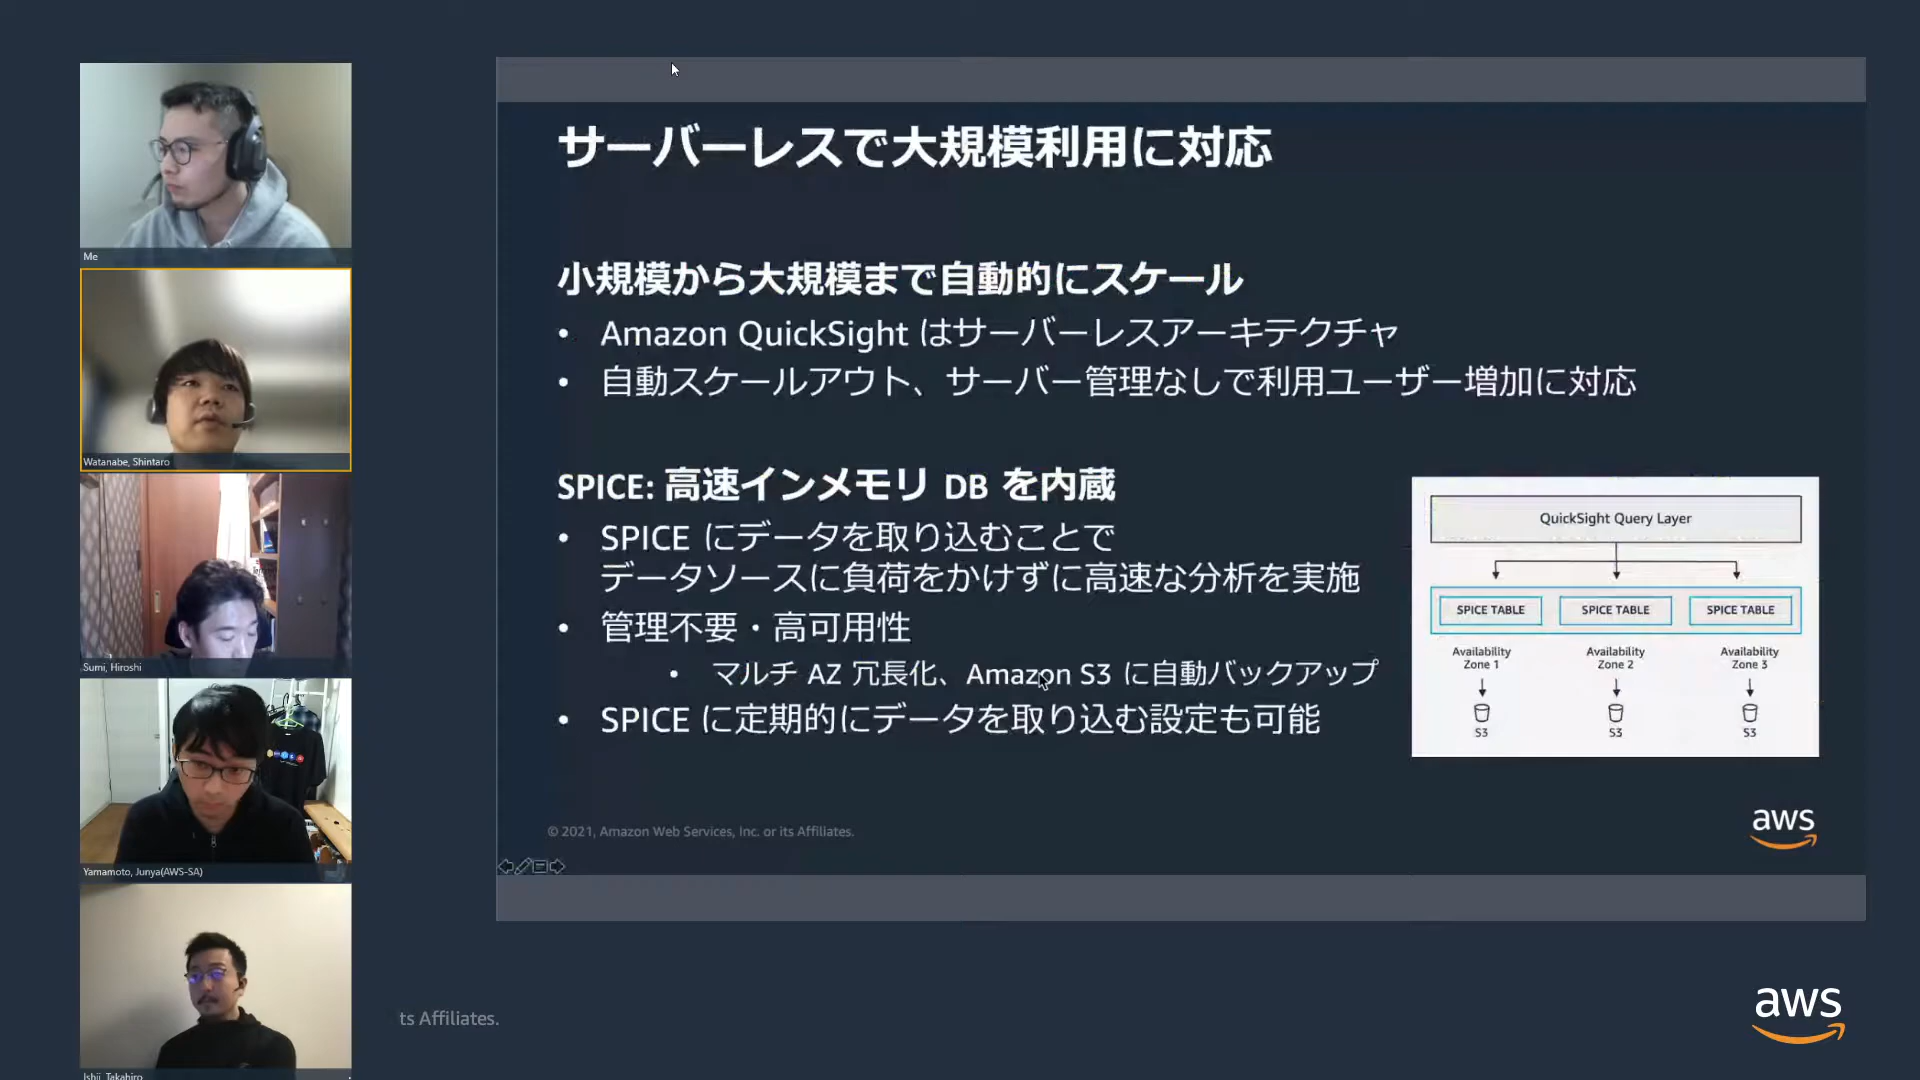 Me
Watanabe, Shintaro
Sumi, Hiroshi
Yamamoto, Junya(AWS-SA)
Ishii, Takahiro
サーバーレスで大規模利用に対応
小規模から大規模まで自動的にスケール
• Amazon QuickSight はサーバーレスアーキテクチャ
• 自動スケールアウト、サーバー管理なしで利用ユーザー増加に対応
SPICE: 高速インメモリ DB を内蔵
• SPICE にデータを取り込むことで
データソースに負荷をかけずに高速な分析を実施
• 管理不要・高可用性
• マルチ AZ 冗長化、Amazon S3 に自動バックアップ
• SPICE に定期的にデータを取り込む設定も可能
QuickSight Query Layer
SPICE TABLE SPICE TABLE SPICE TABLE
Availability Availability Availability
Zone 1 Zone 2 Zone 3
S3 S3 S3
© 2021, Amazon Web Services, Inc. or its Affiliates.
aws
ts Affiliates.
aws